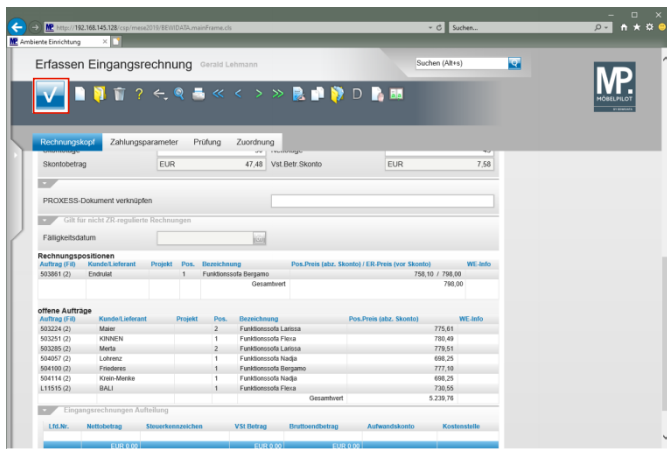 http://192.168.145.128/csp/mese2015/BEWIDATA.mainFrame.cls
Suchen...
Ambiente Einrichtung
Erfassen Eingangsrechnung Gerald Lehmann
Suchen (Alt+s)
MP.
MÖBELPILOT
Rechnungskopf Zahlungsparameter Prüfung Zuordnung
Skontobetrag EUR 47,48 Vst.Betr.Skonto EUR 7,58
PROXESS-Dokument verknüpfen
Gilt für nicht ZR-regulierte Rechnungen
Fälligkeitsdatum
Rechnungspositionen
Auftrag (Fil) Kunde/Lieferant Projekt Pos. Bezeichnung Pos.Preis (abz. Skonto) / ER-Preis (vor Skonto) WE-Info
503861 (2) Endrulat 1 Funktionssofa Bergamo 758,10 / 798,00
Gesamtwert 798,00
offene Aufträge
Auftrag (Fil) Kunde/Lieferant Projekt Pos. Bezeichnung Pos.Preis (abz. Skonto) WE-Info
503224 (2) Maier 2 Funktionssofa Larissa 775,61
503251 (2) KINNEN 1 Funktionssofa Flexa 780,49
503285 (2) Merta 2 Funktionssofa Larissa 779,51
504057 (2) Lohrenz 1 Funktionssofa Nadja 698,25
504100 (2) Friederes 1 Funktionssofa Bergamo 777,10
504114 (2) Krein-Menke 1 Funktionssofa Nadja 698,25
L11515 (2) BALI 1 Funktionssofa Flexa 730,55
Gesamtwert 5.239,76
Eingangsrechnungen Aufteilung
Lfd.Nr. Nettobetrag Steuerkennzeichen VSt Betrag Bruttoendbetrag Aufwandskonto Kostenstelle
EUR 0.00 EUR 0.00 EUR 0.00